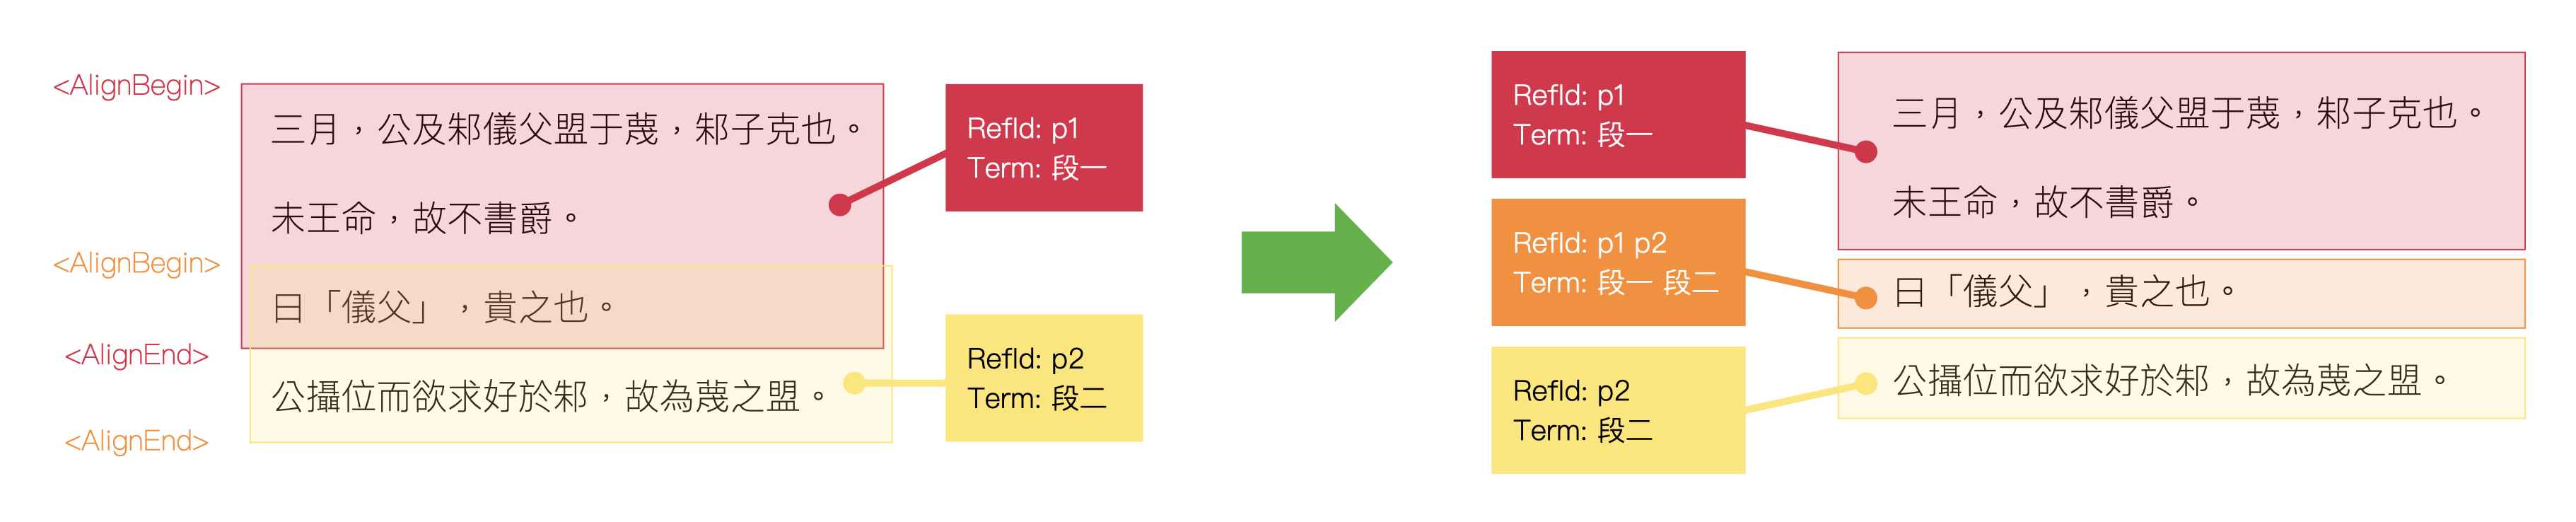 <AlignBegin>
三月，公及邾儀父盟于蔑，邾子克也。
未王命，故不書爵。
<AlignBegin>
曰「儀父」，貴之也。
<AlignEnd>
公攝位而欲求好於邾，故為蔑之盟。
<AlignEnd>
RefId: p1
Term: 段一
RefId: p2
Term: 段二
RefId: p1
Term: 段一
RefId: p1 p2
Term: 段一 段二
RefId: p2
Term: 段二
三月，公及邾儀父盟于蔑，邾子克也。
未王命，故不書爵。
曰「儀父」，貴之也。
公攝位而欲求好於邾，故為蔑之盟。